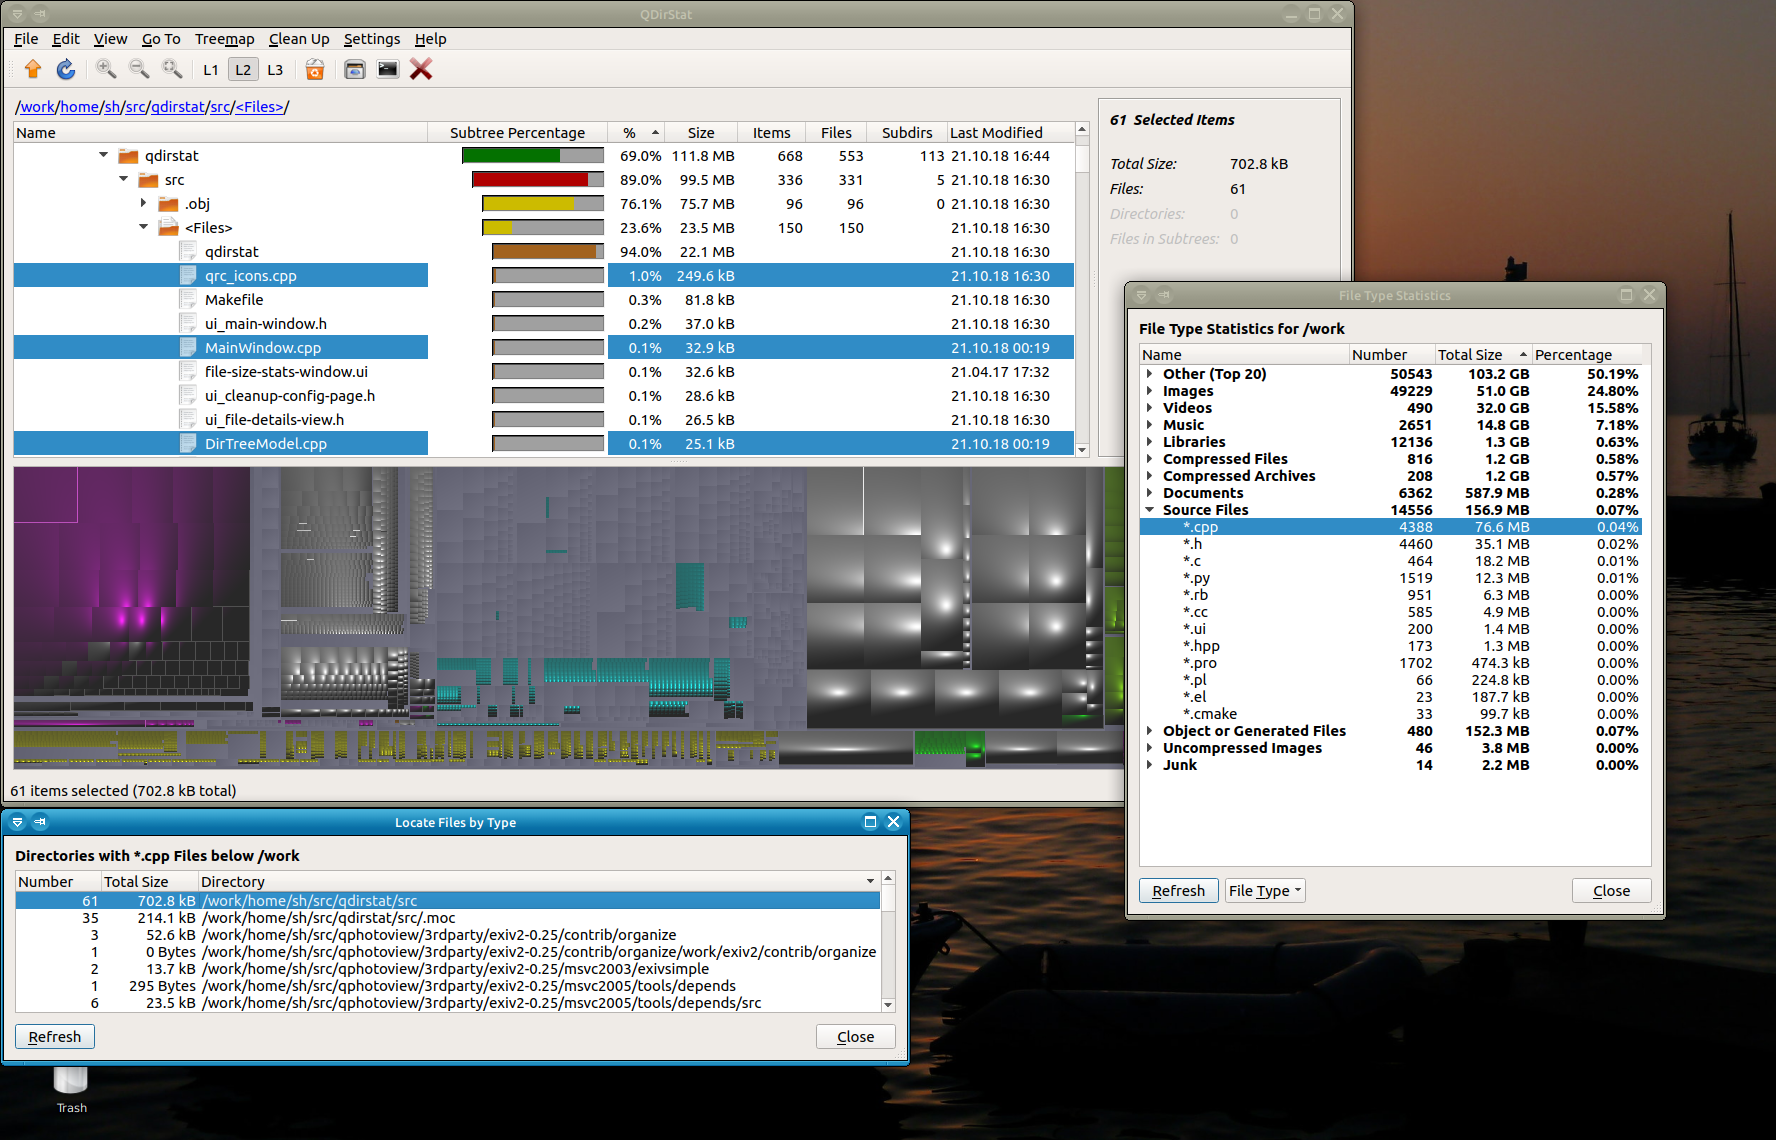 QDirStat
File Edit View Go To Treemap Clean Up Settings Help
L1 L2 L3
/work/home/sh/src/qdirstat/src/<Files>/
Name Subtree Percentage % Size Items Files Subdirs Last Modified
qdirstat 69.0% 111.8 MB 668 553 113 21.10.18 16:44
src 89.0% 99.5 MB 336 331 5 21.10.18 16:30
.obj 76.1% 75.7 MB 96 96 0 21.10.18 16:30
<Files> 23.6% 23.5 MB 150 150 21.10.18 16:30
qdirstat 94.0% 22.1 MB 21.10.18 16:30
qrc_icons.cpp 1.0% 249.6 kB 21.10.18 16:30
Makefile 0.3% 81.8 kB 21.10.18 16:30
ui_main-window.h 0.2% 37.0 kB 21.10.18 16:30
MainWindow.cpp 0.1% 32.9 kB 21.10.18 00:19
file-size-stats-window.ui 0.1% 32.6 kB 21.04.17 17:32
ui_cleanup-config-page.h 0.1% 28.6 kB 21.10.18 16:30
ui_file-details-view.h 0.1% 26.5 kB 21.10.18 16:30
DirTreeModel.cpp 0.1% 25.1 kB 21.10.18 00:19
61 Selected Items
Total Size: 702.8 kB
Files: 61
Directories: 0
Files in Subtrees: 0
61 items selected (702.8 kB total)
File Type Statistics
File Type Statistics for /work
Name Number Total Size Percentage
Other (Top 20) 50543 103.2 GB 50.19%
Images 49229 51.0 GB 24.80%
Videos 490 32.0 GB 15.58%
Music 2651 14.8 GB 7.18%
Libraries 12136 1.3 GB 0.63%
Compressed Files 816 1.2 GB 0.58%
Compressed Archives 208 1.2 GB 0.57%
Documents 6362 587.9 MB 0.28%
Source Files 14556 156.9 MB 0.07%
*.cpp 4388 76.6 MB 0.04%
*.h 4460 35.1 MB 0.02%
*.c 464 18.2 MB 0.01%
*.py 1519 12.3 MB 0.01%
*.rb 951 6.3 MB 0.00%
*.cc 585 4.9 MB 0.00%
*.ui 200 1.4 MB 0.00%
*.hpp 173 1.3 MB 0.00%
*.pro 1702 474.3 kB 0.00%
*.pl 66 224.8 kB 0.00%
*.el 23 187.7 kB 0.00%
*.cmake 33 99.7 kB 0.00%
Object or Generated Files 480 152.3 MB 0.07%
Uncompressed Images 46 3.8 MB 0.00%
Junk 14 2.2 MB 0.00%
Refresh File Type Close
Locate Files by Type
Directories with *.cpp Files below /work
Number Total Size Directory
61 702.8 kB /work/home/sh/src/qdirstat/src
35 214.1 kB /work/home/sh/src/qdirstat/src/.moc
3 52.6 kB /work/home/sh/src/qphotoview/3rdparty/exiv2-0.25/contrib/organize
1 0 Bytes /work/home/sh/src/qphotoview/3rdparty/exiv2-0.25/contrib/organize/work/exiv2/contrib/organize
2 13.7 kB /work/home/sh/src/qphotoview/3rdparty/exiv2-0.25/msvc2003/exivsimple
1 295 Bytes /work/home/sh/src/qphotoview/3rdparty/exiv2-0.25/msvc2005/tools/depends
6 23.5 kB /work/home/sh/src/qphotoview/3rdparty/exiv2-0.25/msvc2005/tools/depends/src
Refresh Close
Trash